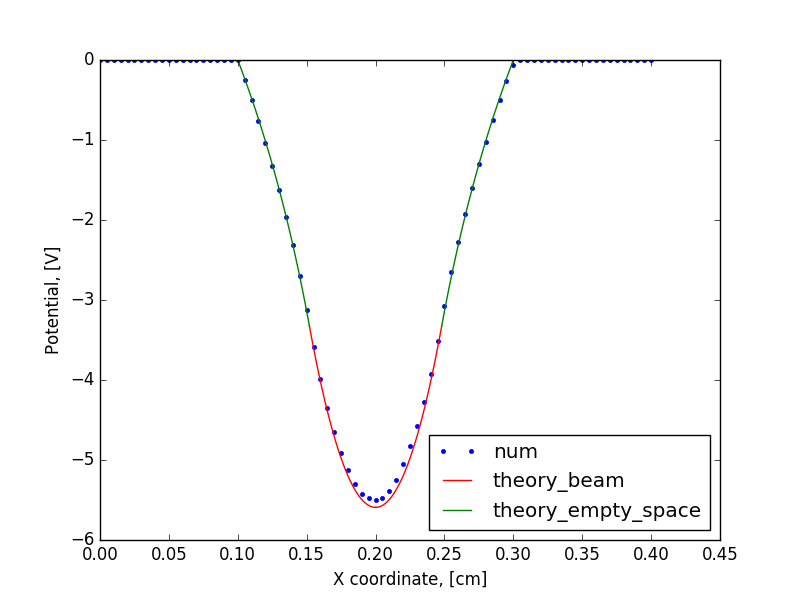 0
−1
−2
−3
−4
−5
−6
Potential, [V]
num
theory_beam
theory_empty_space
0.00 0.05 0.10 0.15 0.20 0.25 0.30 0.35 0.40 0.45
X coordinate, [cm]